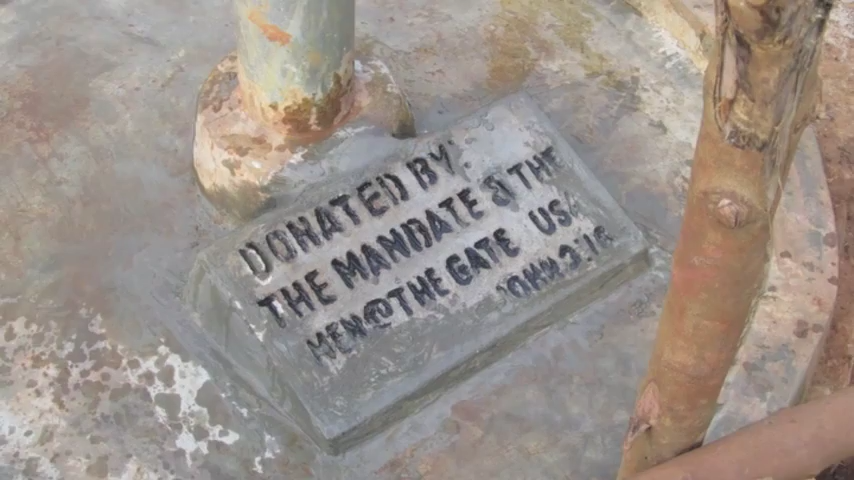 DONATED BY:
THE MANDATE & THE
MEN@THE GATE USA
JOHN 3:16